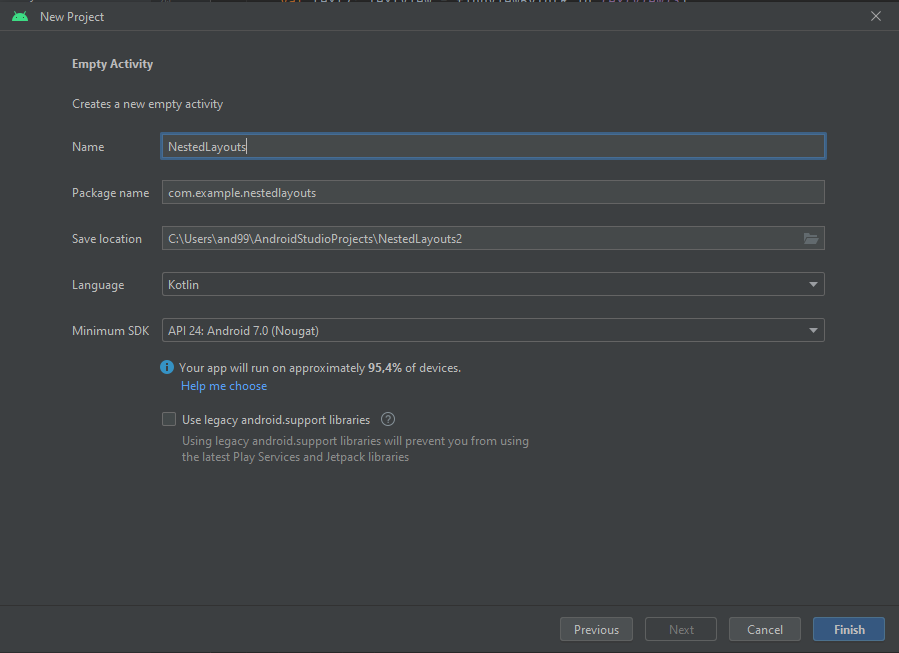 New Project
Empty Activity
Creates a new empty activity
Name NestedLayouts
Package name com.example.nestedlayouts
Save location C:\Users\and99\AndroidStudioProjects\NestedLayouts2
Language Kotlin
Minimum SDK API 24: Android 7.0 (Nougat)
i Your app will run on approximately 95,4% of devices.
Help me choose
Use legacy android.support libraries ?
Using legacy android.support libraries will prevent you from using
the latest Play Services and Jetpack libraries
Previous Next Cancel Finish